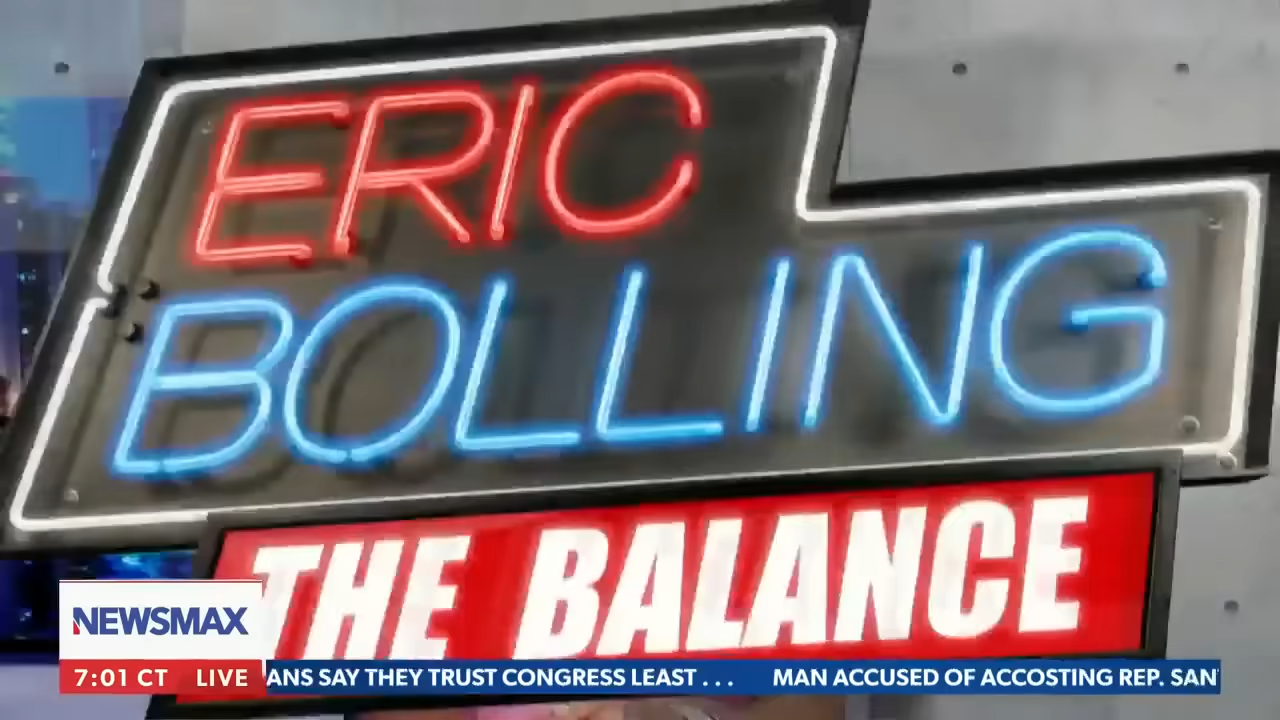 ERIC
BOLLING
THE BALANCE
NEWSMAX
7:01 CT LIVE
ANS SAY THEY TRUST CONGRESS LEAST . . . MAN ACCUSED OF ACCOSTING REP. SAN